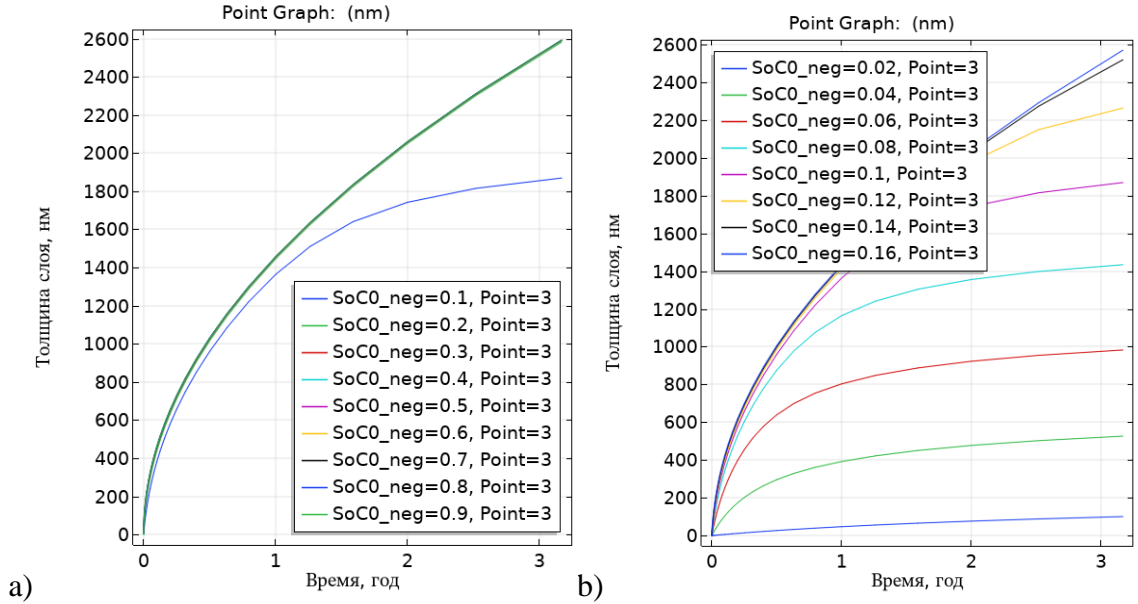 Point Graph: (nm)
2600
2400
2200
2000
1800
1600
1400
1200
1000
800
600
400
200
0
Толщина слоя, нм
SoC0_neg=0.1, Point=3
SoC0_neg=0.2, Point=3
SoC0_neg=0.3, Point=3
SoC0_neg=0.4, Point=3
SoC0_neg=0.5, Point=3
SoC0_neg=0.6, Point=3
SoC0_neg=0.7, Point=3
SoC0_neg=0.8, Point=3
SoC0_neg=0.9, Point=3
0 1 2 3
Время, год
a)
Point Graph: (nm)
2600
2400
2200
2000
1800
1600
1400
1200
1000
800
600
400
200
0
Толщина слоя, нм
SoC0_neg=0.02, Point=3
SoC0_neg=0.04, Point=3
SoC0_neg=0.06, Point=3
SoC0_neg=0.08, Point=3
SoC0_neg=0.1, Point=3
SoC0_neg=0.12, Point=3
SoC0_neg=0.14, Point=3
SoC0_neg=0.16, Point=3
0 1 2 3
Время, год
b)